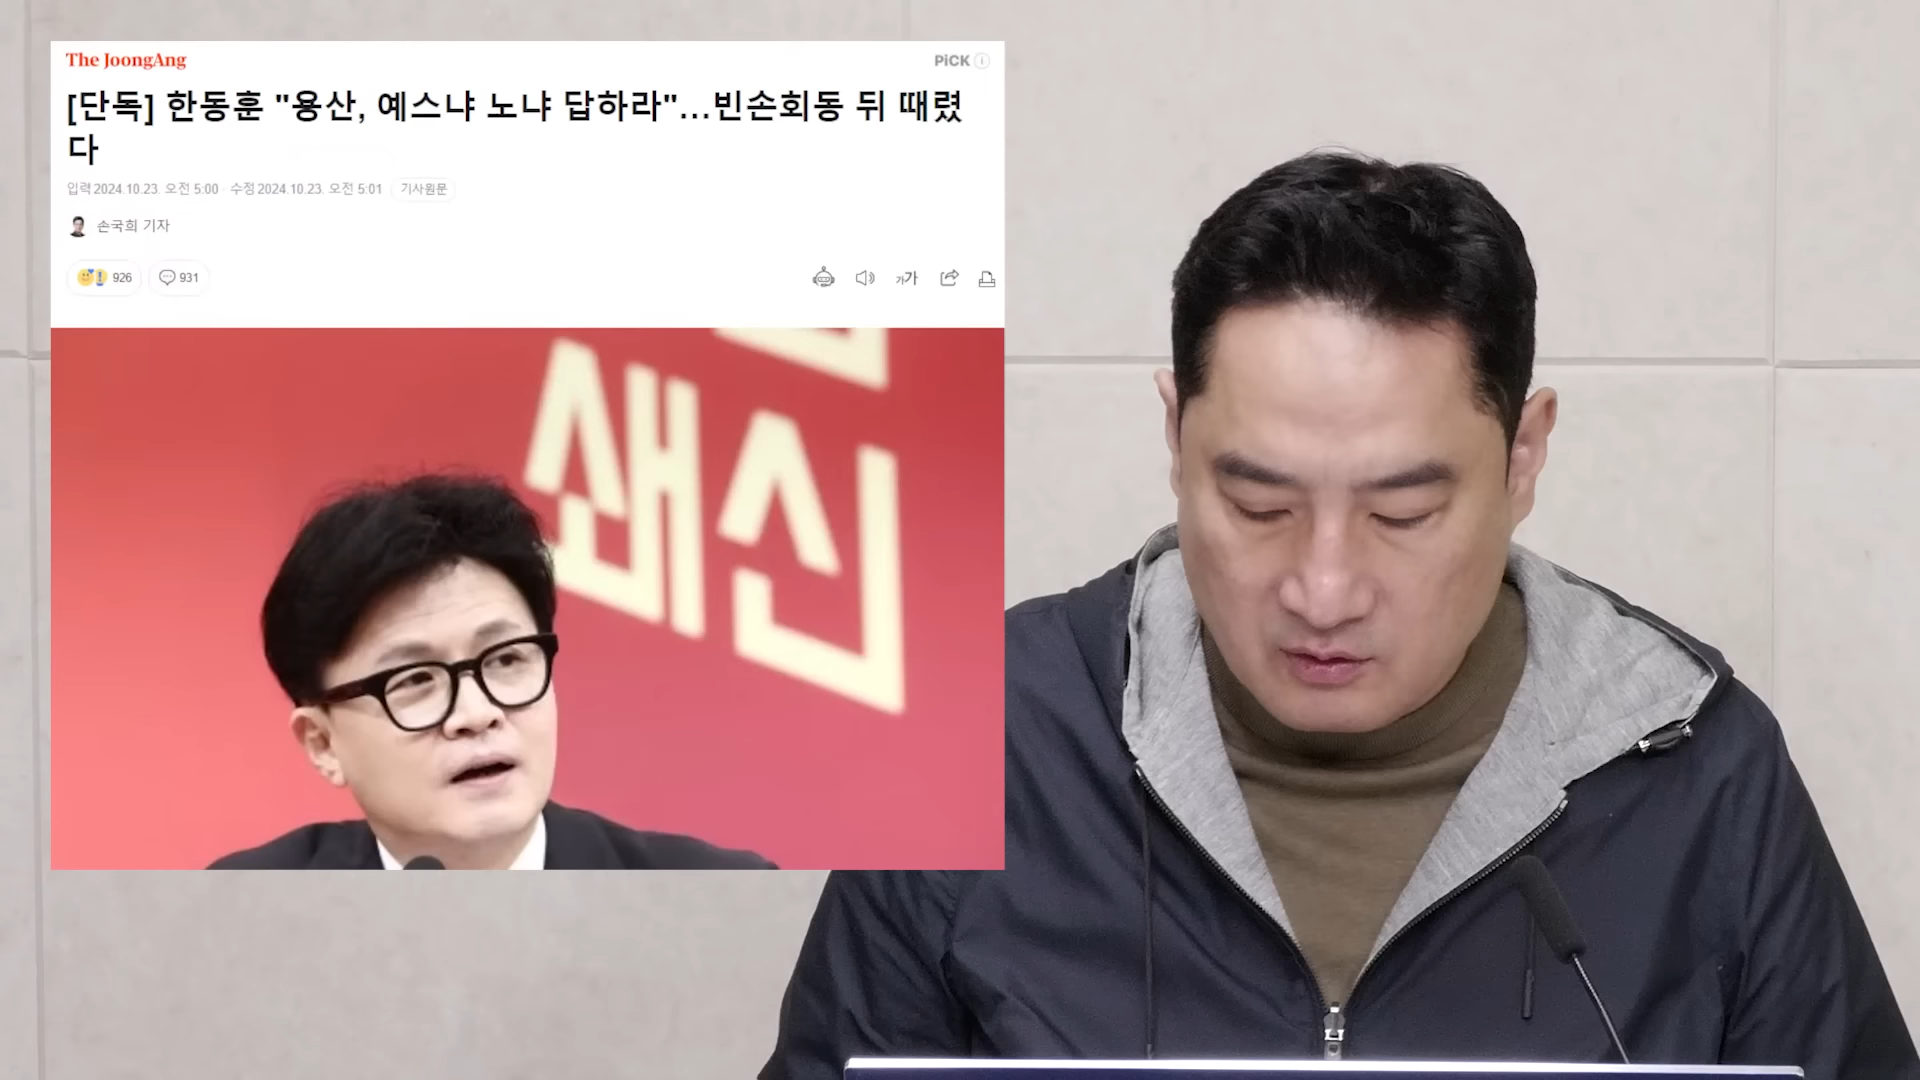 The JoongAng
PiCK
[단독] 한동훈 "용산, 예스냐 노냐 답하라"...빈손회동 뒤 때렸
다
입력 2024.10.23. 오전 5:00 · 수정 2024.10.23. 오전 5:01 기사원문
손국희 기자
926 931 가가
쇄신